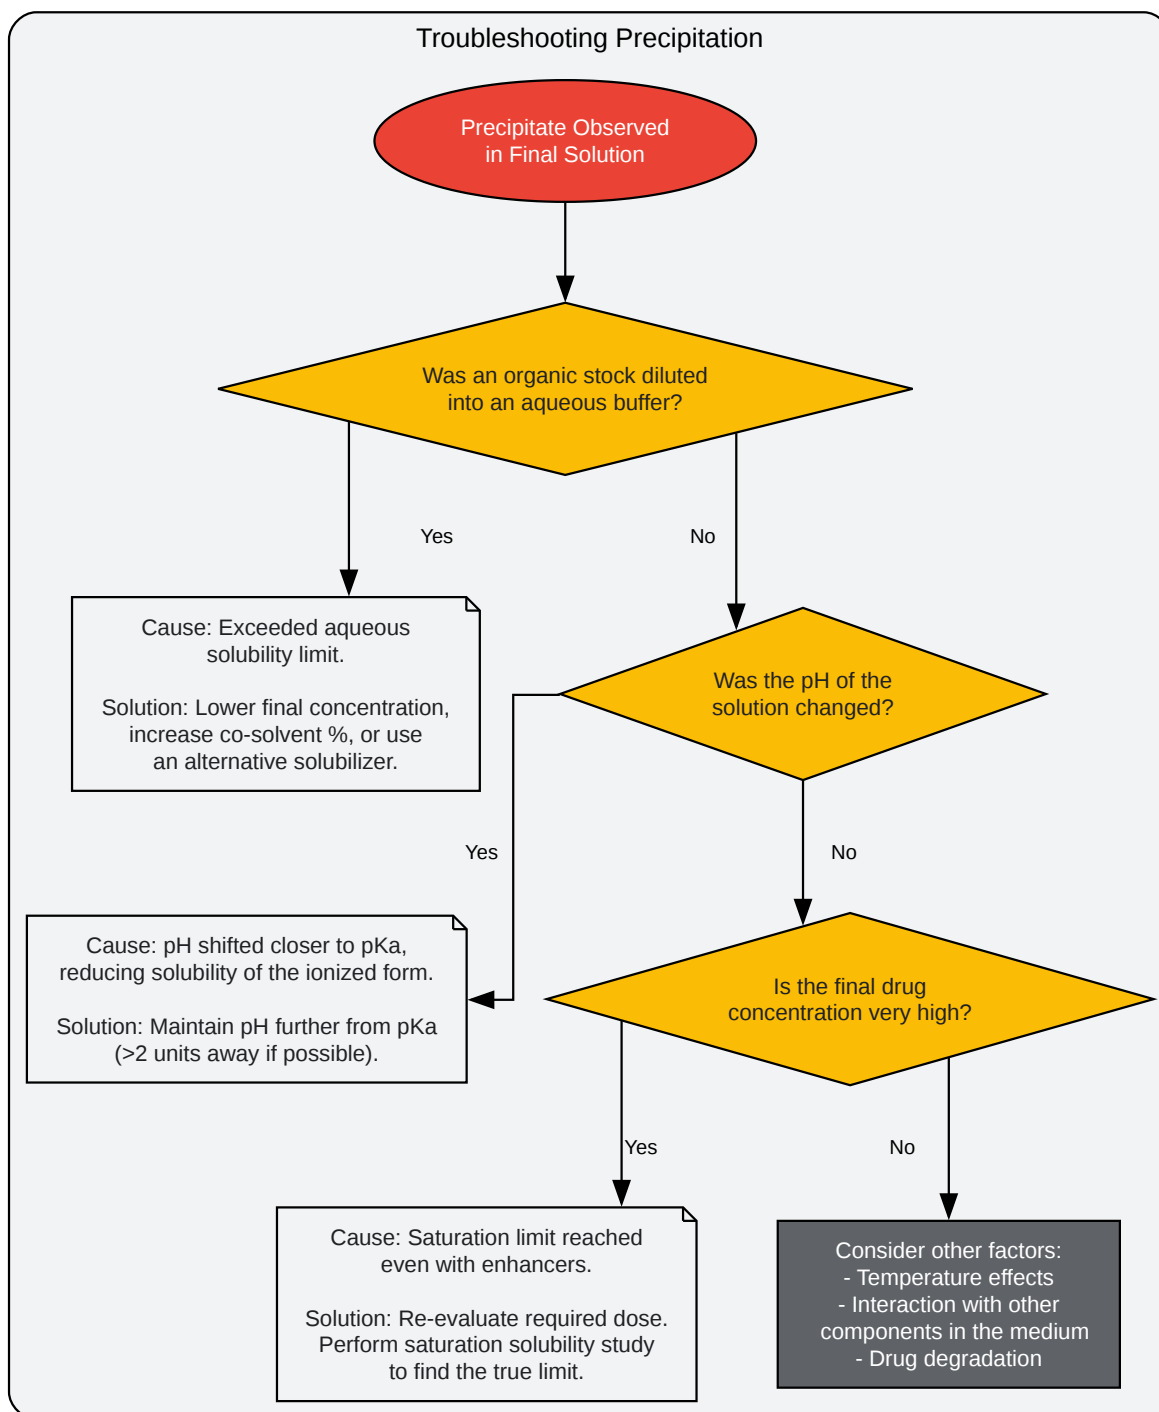 Troubleshooting Precipitation
Precipitate Observed
in Final Solution
Was an organic stock diluted
into an aqueous buffer?
Yes
No
Cause: Exceeded aqueous
solubility limit.
Solution: Lower final concentration,
increase co-solvent %, or use
an alternative solubilizer.
Was the pH of the
solution changed?
Yes
No
Cause: pH shifted closer to pKa,
reducing solubility of the ionized form.
Solution: Maintain pH further from pKa
(>2 units away if possible).
Is the final drug
concentration very high?
Yes
No
Cause: Saturation limit reached
even with enhancers.
Solution: Re-evaluate required dose.
Perform saturation solubility study
to find the true limit.
Consider other factors:
- Temperature effects
- Interaction with other
components in the medium
- Drug degradation